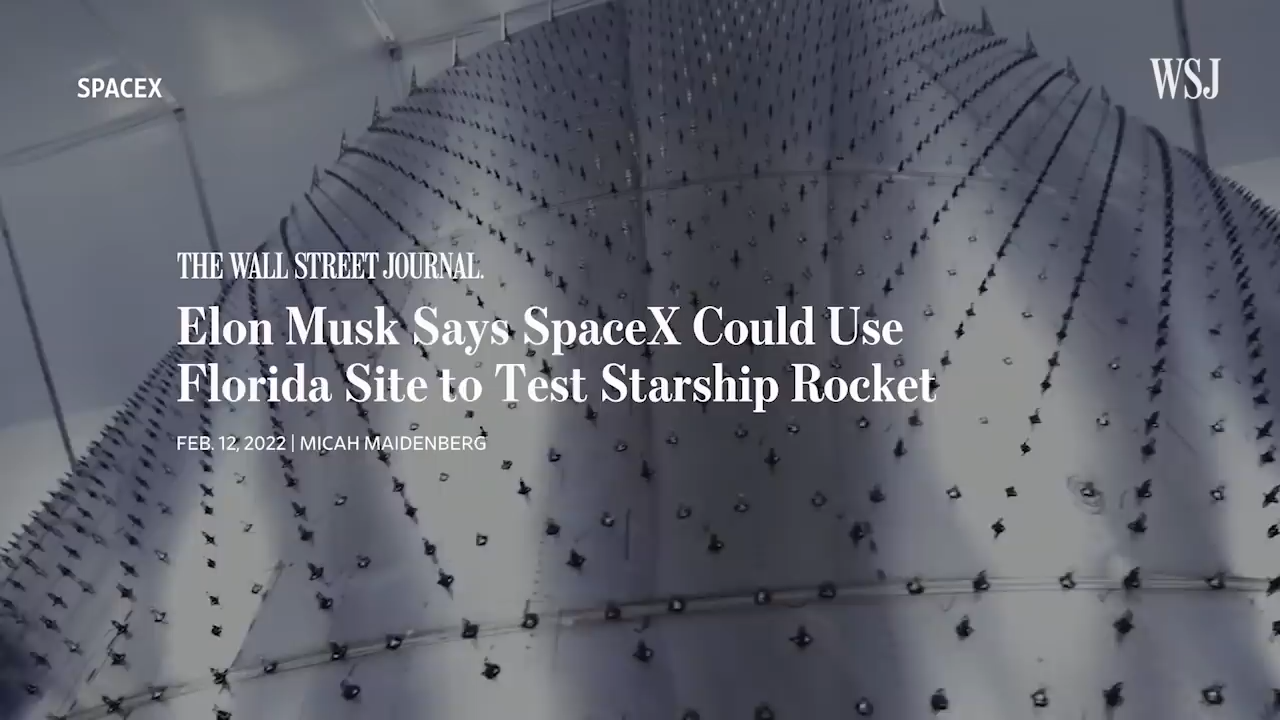 SPACEX
WSJ
THE WALL STREET JOURNAL.
Elon Musk Says SpaceX Could Use
Florida Site to Test Starship Rocket
FEB. 12, 2022 | MICAH MAIDENBERG